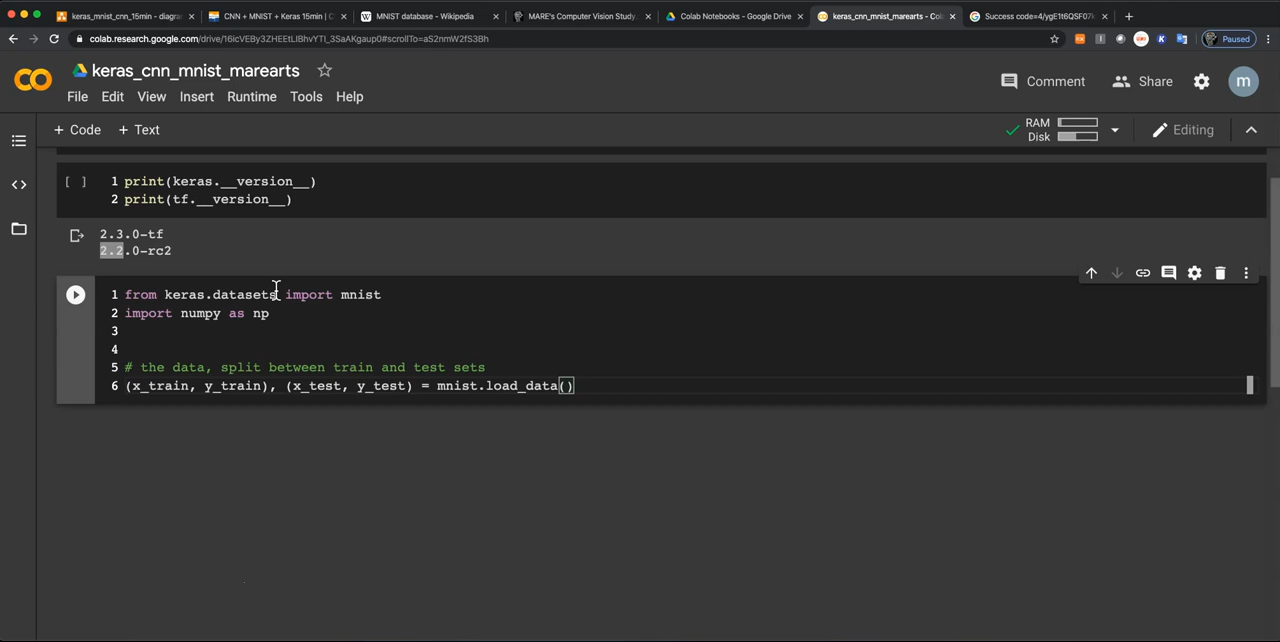 keras_mnist_cnn_15min - diagra
CNN + MNIST + Keras 15min | C
MNIST database - Wikipedia
MARE's Computer Vision Study.
Colab Notebooks - Google Drive
keras_cnn_mnist_marearts - Col
Success code=4/ygE1t6QSF07k
colab.research.google.com/drive/16icVEBy3ZHEEtLIBhvYTl_3SaAKgaup0#scrollTo=aS2nmW2fS3Bh
Paused
CO keras_cnn_mnist_marearts
Comment Share m
File Edit View Insert Runtime Tools Help
+ Code + Text
RAM
Disk
Editing
[ ] 1 print(keras.__version__)
2 print(tf.__version__)
2.3.0-tf
2.2.0-rc2
1 from keras.datasets import mnist
2 import numpy as np
3
4
5 # the data, split between train and test sets
6 (x_train, y_train), (x_test, y_test) = mnist.load_data()